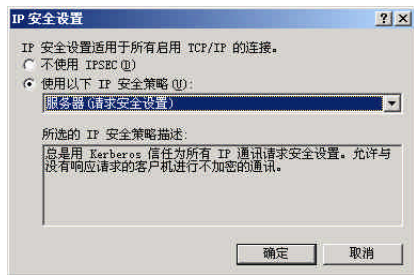 IP 安全设置
IP 安全设置适用于所有启用 TCP/IP 的连接。
不使用 IPSEC(D)
使用以下 IP 安全策略(U):
服务器(请求安全设置)
所选的 IP 安全策略描述:
总是用 Kerberos 信任为所有 IP 通讯请求安全设置。允许与
没有响应请求的客户机进行不加密的通讯。
确定
取消